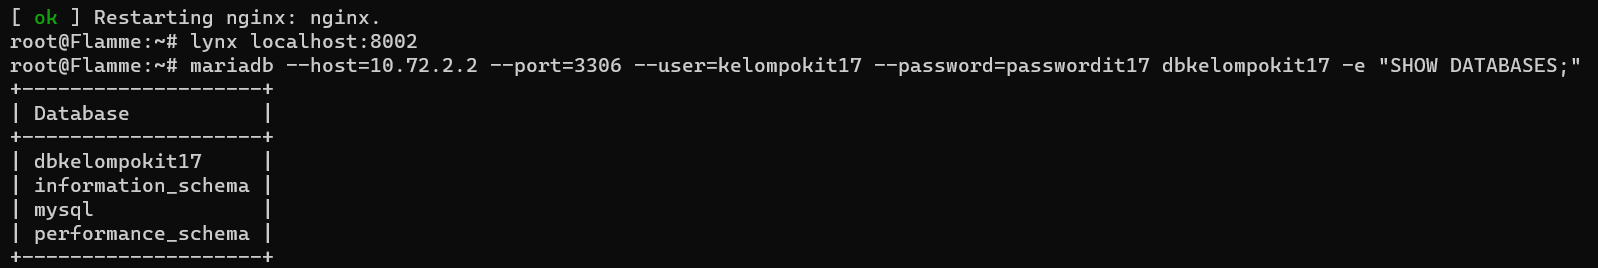 [ ok ] Restarting nginx: nginx.
root@Flamme:~# lynx localhost:8002
root@Flamme:~# mariadb --host=10.72.2.2 --port=3306 --user=kelompokit17 --password=passwordit17 dbkelompokit17 -e "SHOW DATABASES;"
+--------------------+
| Database           |
+--------------------+
| dbkelompokit17     |
| information_schema |
| mysql              |
| performance_schema |
+--------------------+